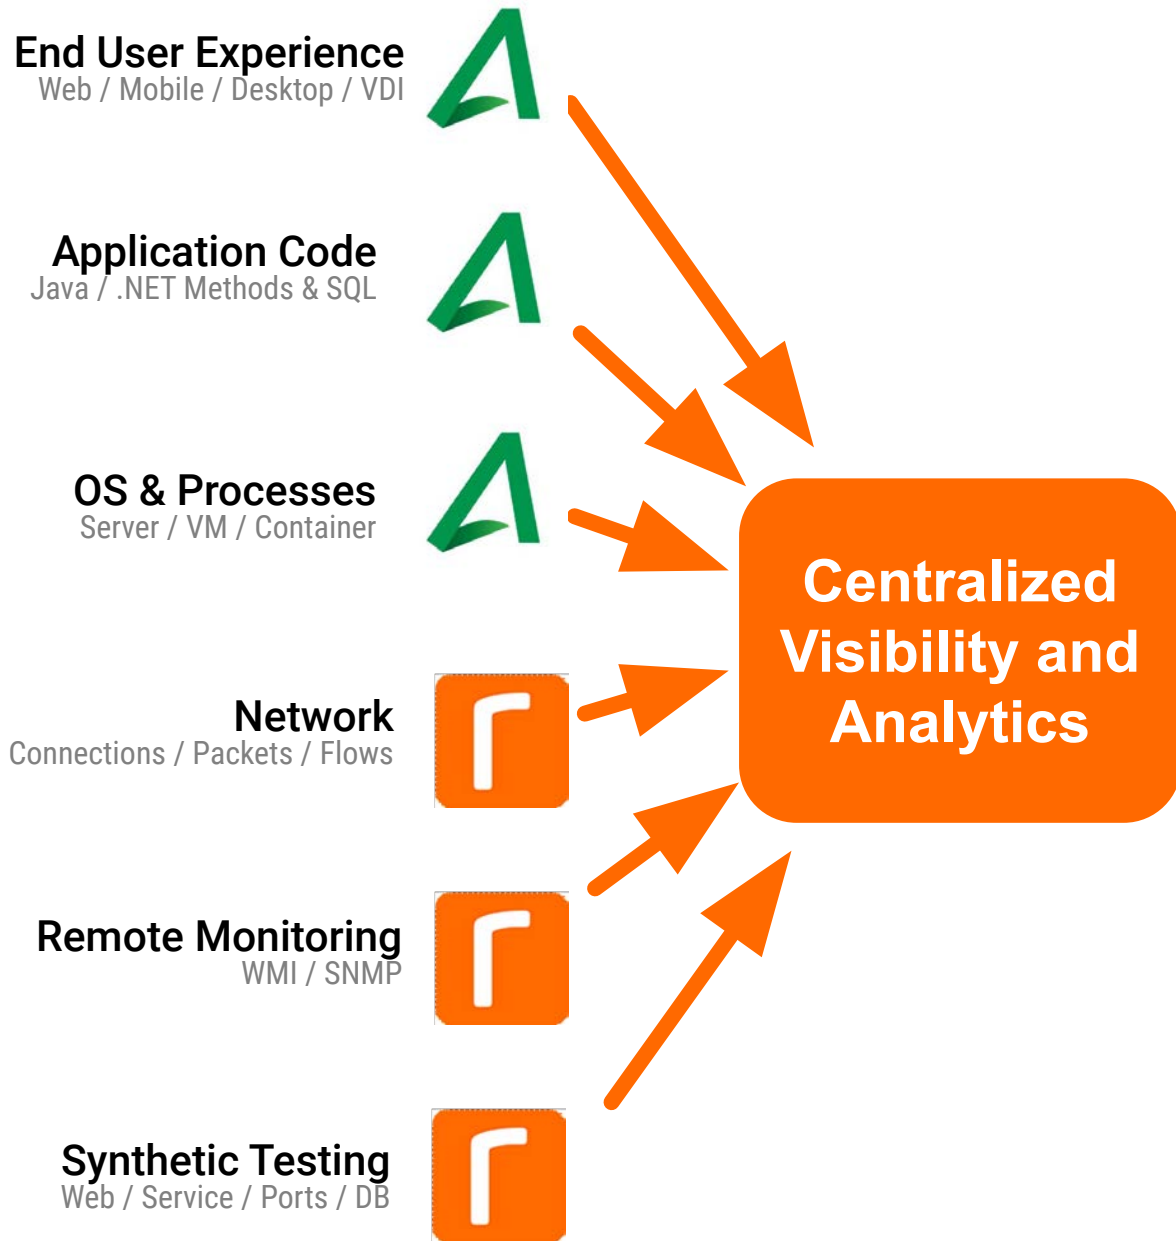 End User Experience
Web / Mobile / Desktop / VDI
Application Code
Java / .NET Methods & SQL
OS & Processes
Server / VM / Container
Network
Connections / Packets / Flows
Remote Monitoring
WMI / SNMP
Synthetic Testing
Web / Service / Ports / DB
Centralized
Visibility and
Analytics